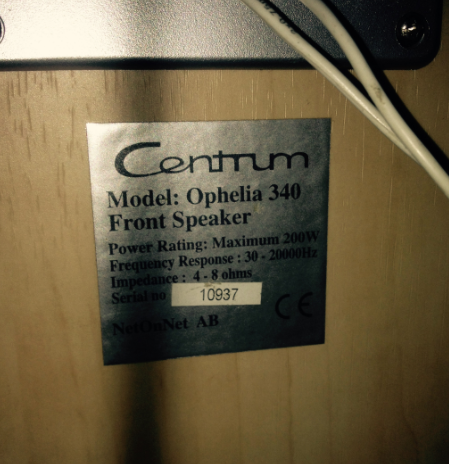 Centrum
Model: Ophelia 340
Front Speaker
Power Rating: Maximum 200W
Frequency Response : 30 - 20000Hz
Impedance : 4 - 8 ohms
Serial no 10937
CE
NetOnNet AB